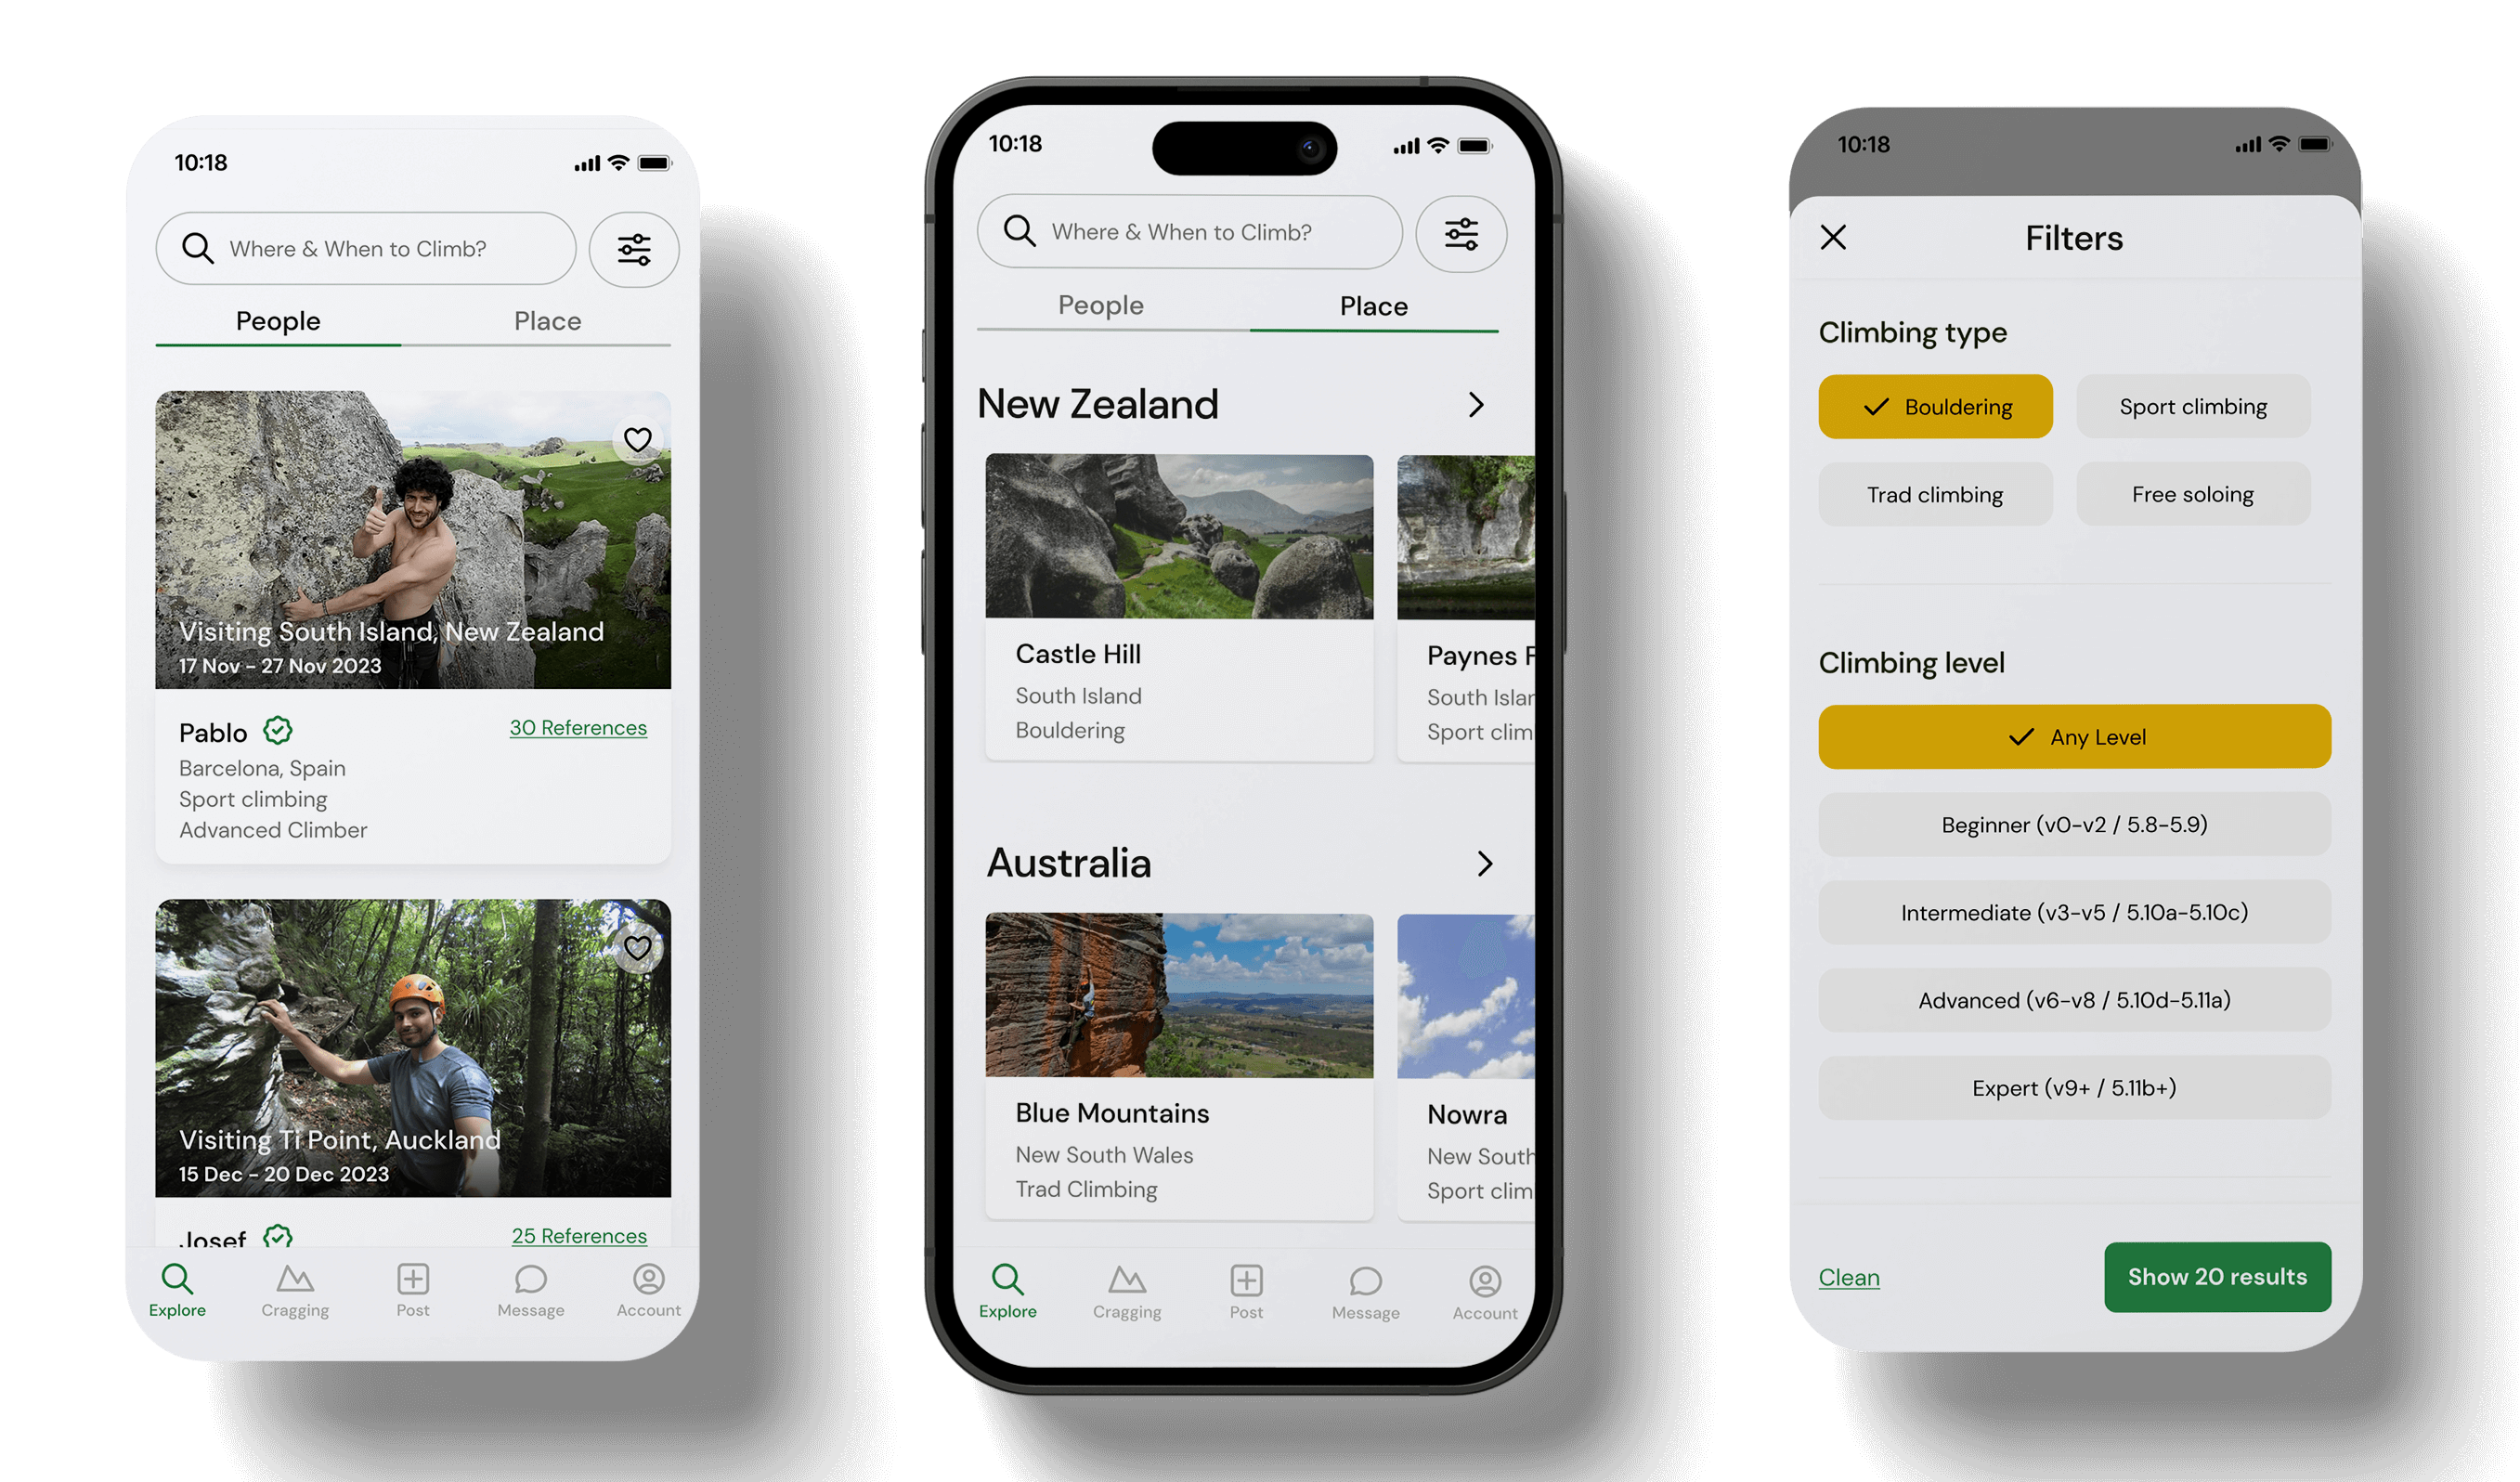 10:18
Where & When to Climb?
People
Place
Visiting South Island, New Zealand
17 Nov - 27 Nov 2023
Pablo
30 References
Barcelona, Spain
Sport climbing
Advanced Climber
Visiting Ti Point, Auckland
15 Dec - 20 Dec 2023
Josef
25 References
Explore
Cragging
Post
Message
Account
10:18
Where & When to Climb?
People
Place
New Zealand
Castle Hill
South Island
Bouldering
Paynes F
South Islan
Sport clim
Australia
Blue Mountains
New South Wales
Trad Climbing
Nowra
New South
Sport clim
Explore
Cragging
Post
Message
Account
10:18
Filters
Climbing type
Bouldering
Sport climbing
Trad climbing
Free soloing
Climbing level
Any Level
Beginner (v0-v2 / 5.8-5.9)
Intermediate (v3-v5 / 5.10a-5.10c)
Advanced (v6-v8 / 5.10d-5.11a)
Expert (v9+ / 5.11b+)
Clean
Show 20 results